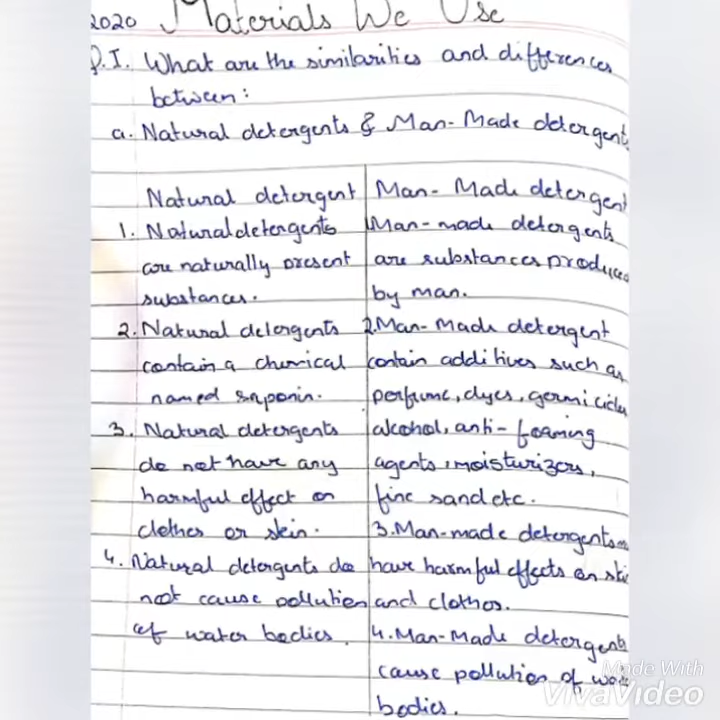 2020 Materials We Use
Q.I. What are the similarities and differences
between:
a. Natural detergents & Man-Made detergents
Natural detergent
1. Natural detergents
are naturally present
substances.
2. Natural detergents
contain a chemical
named saponin.
3. Natural detergents
do not have any
harmful effect on
clothes or skin.
4. Natural detergents do
not cause pollution
of water bodies.
Man-Made detergent
1. Man-made detergents
are substances produced
by man.
2. Man-Made detergent
contain additives such as
perfume, dyes, germicides
alcohol, anti-foaming
agents, moisturizers,
fine sand etc.
3. Man-made detergents
have harmful effects on ski
and clothes.
4. Man-Made detergents
cause pollution of wa
bodies.
Made With
VivaVideo